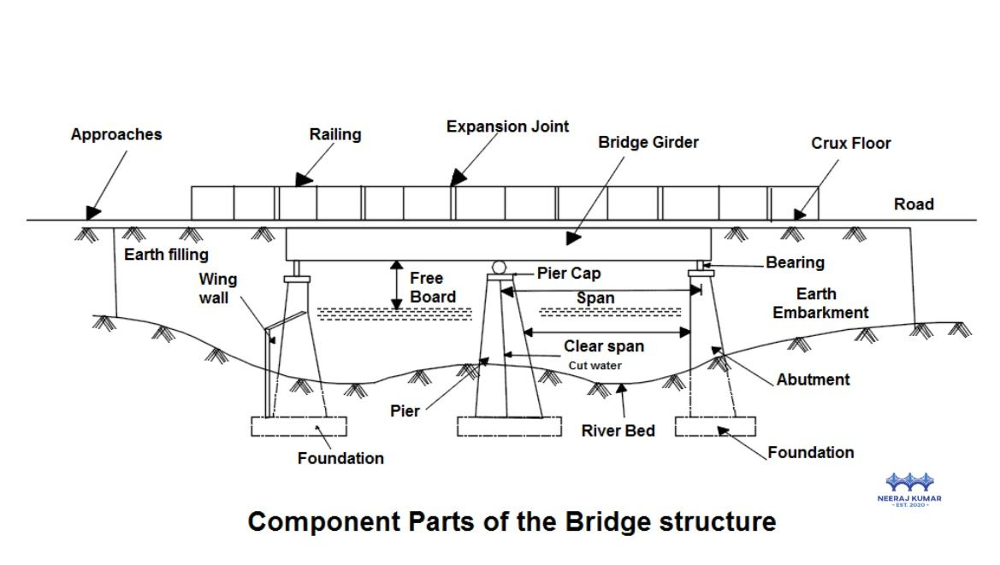 Expansion Joint
Approaches
Railing
Bridge Girder
Crux Floor
Road
Earth filling
Bearing
Pier Cap
Wing
wall
Free
Board
Span
Earth
Embarkment
Clear span
Cut water
Abutment
Pier
River Bed
Foundation
Foundation
NEERAJ KUMAR
- EST. 2020 -
Component Parts of the Bridge structure